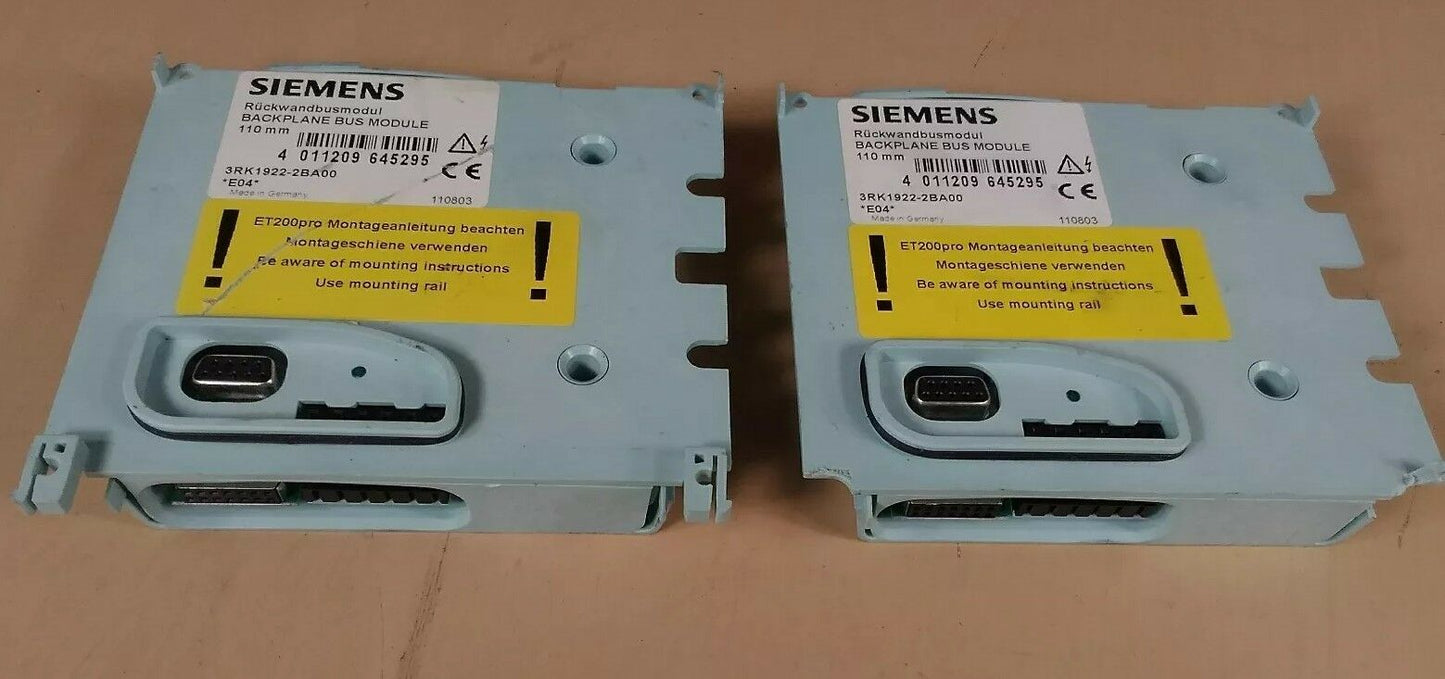 SIEMENS
Rückwandbusmodul
BACKPLANE BUS MODULE
110 mm
4 011209 645295
3RK1922-2BA00
*E04*
Made in Germany
CE
110803
! ET200pro Montageanleitung beachten !
Montageschiene verwenden
Be aware of mounting instructions
Use mounting rail
SIEMENS
Rückwandbusmodul
BACKPLANE BUS MODULE
110 mm
4 011209 645295
3RK1922-2BA00
*E04*
Made in Germany
CE
110803
! ET200pro Montageanleitung beachten !
Montageschiene verwenden
Be aware of mounting instructions
Use mounting rail